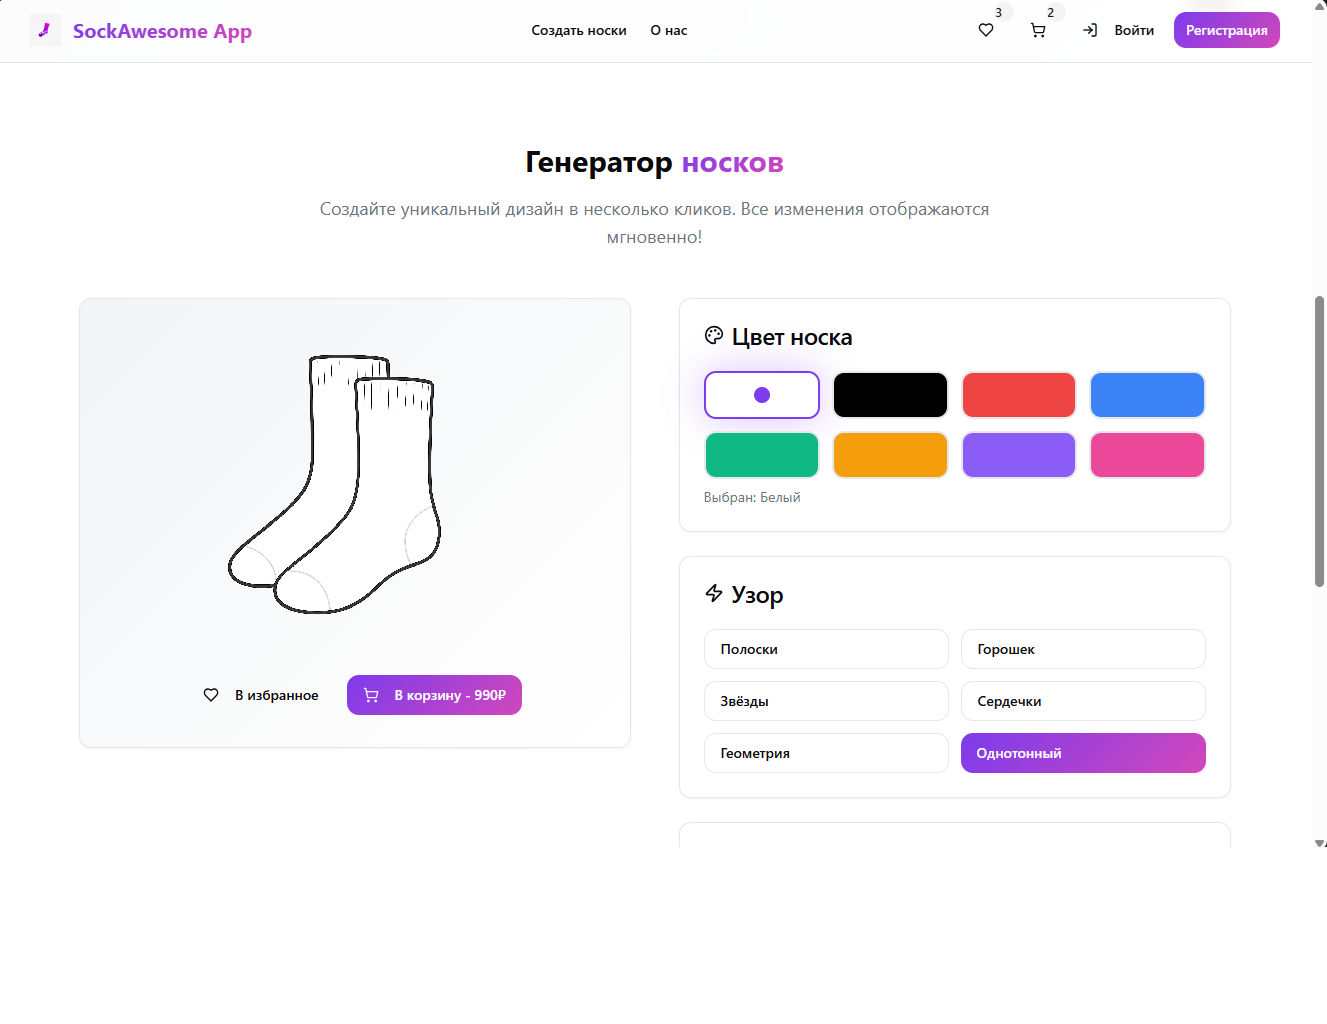 SockAwesome App
Создать носки
О нас
3
2
Войти
Регистрация
Генератор носков
Создайте уникальный дизайн в несколько кликов. Все изменения отображаются
мгновенно!
В избранное
В корзину - 990₽
Цвет носка
Выбран: Белый
Узор
Полоски
Горошек
Звёзды
Сердечки
Геометрия
Однотонный